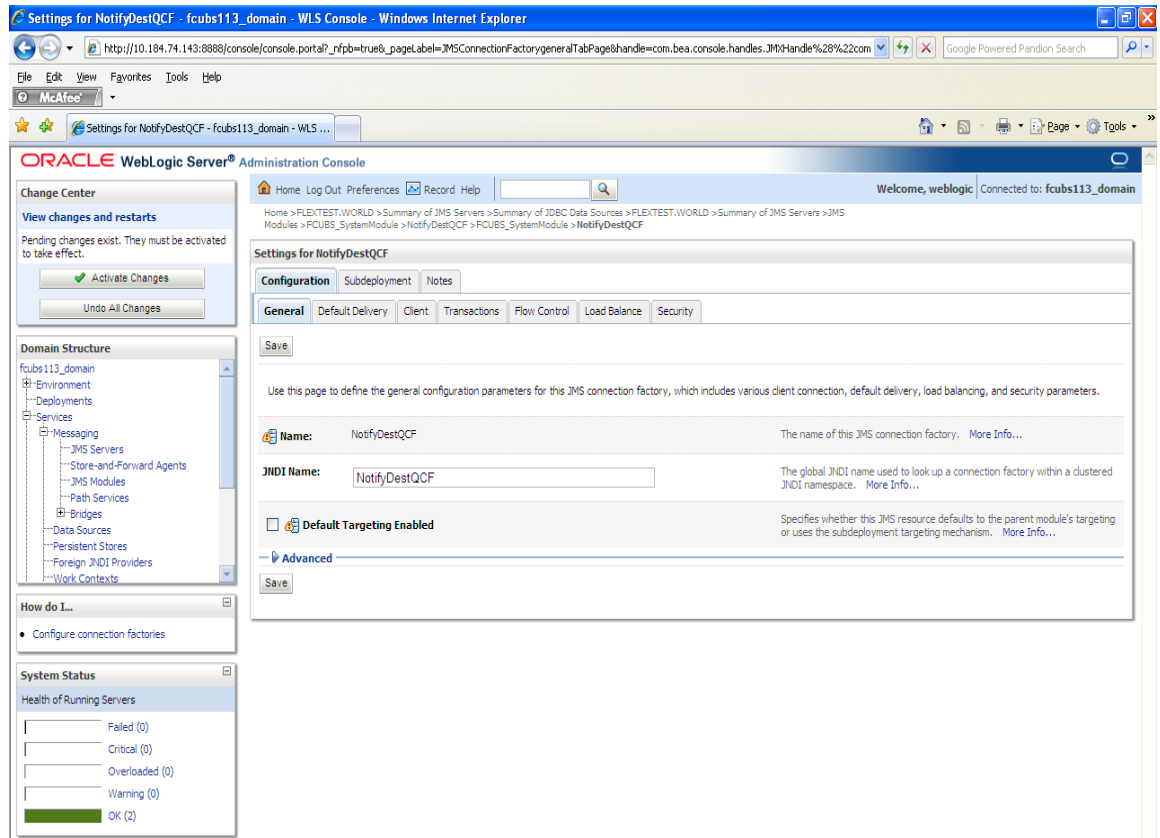 Settings for NotifyDestQCF - fcubs113_domain - WLS Console - Windows Internet Explorer
http://10.184.74.143:8888/console/console.portal?_nfpb=true&_pageLabel=JMSConnectionFactorygeneralTabPage&handle=com.bea.console.handles.JMXHandle%28%22com
Google Powered Pandion Search
File Edit View Favorites Tools Help
McAfee
Settings for NotifyDestQCF - fcubs113_domain - WLS ...
Page Tools »
ORACLE WebLogic Server® Administration Console
Change Center
View changes and restarts
Pending changes exist. They must be activated
to take effect.
Activate Changes
Undo All Changes
Domain Structure
fcubs113_domain
Environment
Deployments
Services
Messaging
JMS Servers
Store-and-Forward Agents
JMS Modules
Path Services
Bridges
Data Sources
Persistent Stores
Foreign JNDI Providers
Work Contexts
How do I...
Configure connection factories
System Status
Health of Running Servers
Failed (0)
Critical (0)
Overloaded (0)
Warning (0)
OK (2)
Home Log Out Preferences Record Help
Welcome, weblogic Connected to: fcubs113_domain
Home >FLEXTEST.WORLD >Summary of JMS Servers >Summary of JDBC Data Sources >FLEXTEST.WORLD >Summary of JMS Servers >JMS
Modules >FCUBS_SystemModule >NotifyDestQCF >FCUBS_SystemModule >NotifyDestQCF
Settings for NotifyDestQCF
Configuration Subdeployment Notes
General Default Delivery Client Transactions Flow Control Load Balance Security
Save
Use this page to define the general configuration parameters for this JMS connection factory, which includes various client connection, default delivery, load balancing, and security parameters.
Name: NotifyDestQCF The name of this JMS connection factory. More Info...
JNDI Name: NotifyDestQCF The global JNDI name used to look up a connection factory within a clustered
JNDI namespace. More Info...
Default Targeting Enabled Specifies whether this JMS resource defaults to the parent module's targeting
or uses the subdeployment targeting mechanism. More Info...
Advanced
Save